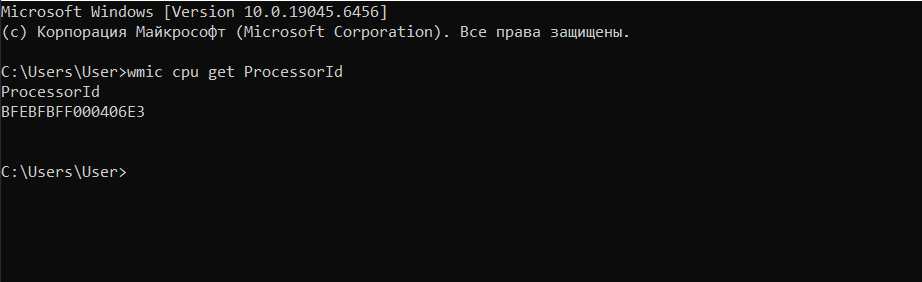 Microsoft Windows [Version 10.0.19045.6456]
(c) Корпорация Майкрософт (Microsoft Corporation). Все права защищены.
C:\Users\User>wmic cpu get ProcessorId
ProcessorId
BFEBFBFF000406E3
C:\Users\User>